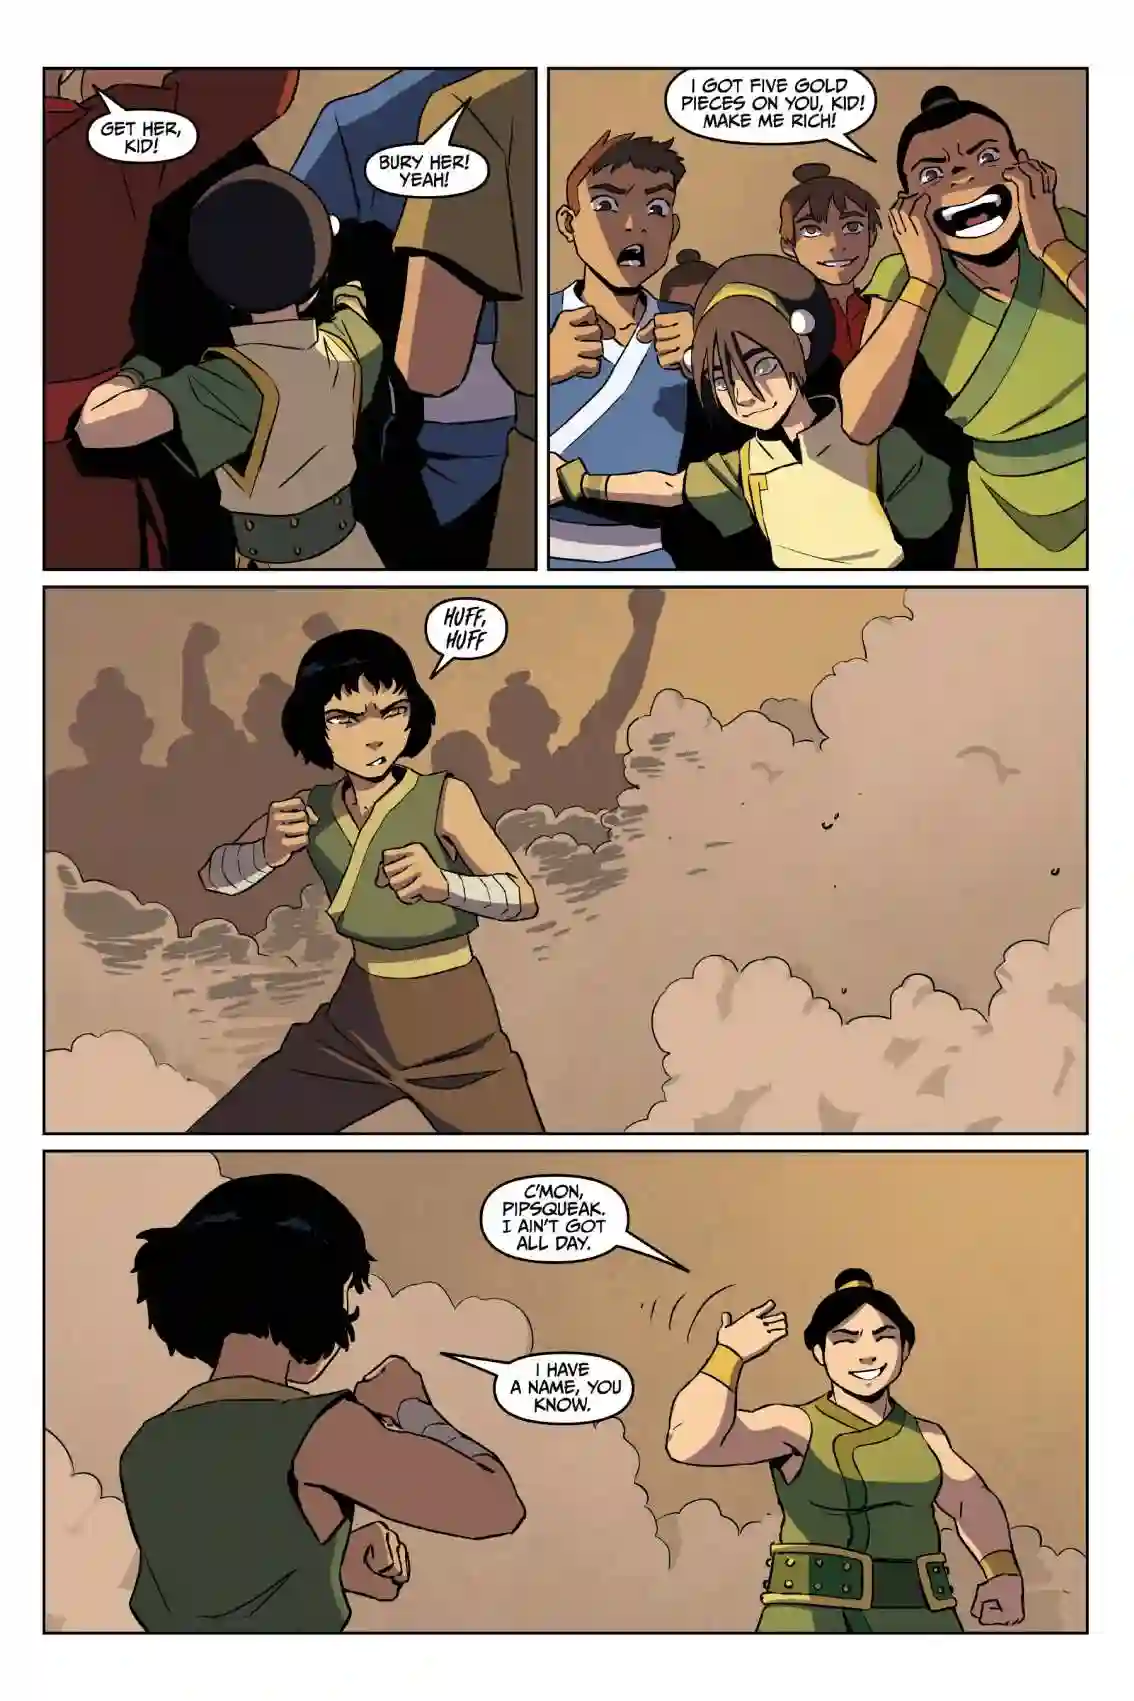 GET HER,
KID!
BURY HER!
YEAH!
I GOT FIVE GOLD
PIECES ON YOU, KID!
MAKE ME RICH!
HUFF,
HUFF
C'MON,
PIPSQUEAK.
I AIN'T GOT
ALL DAY.
I HAVE
A NAME, YOU
KNOW.